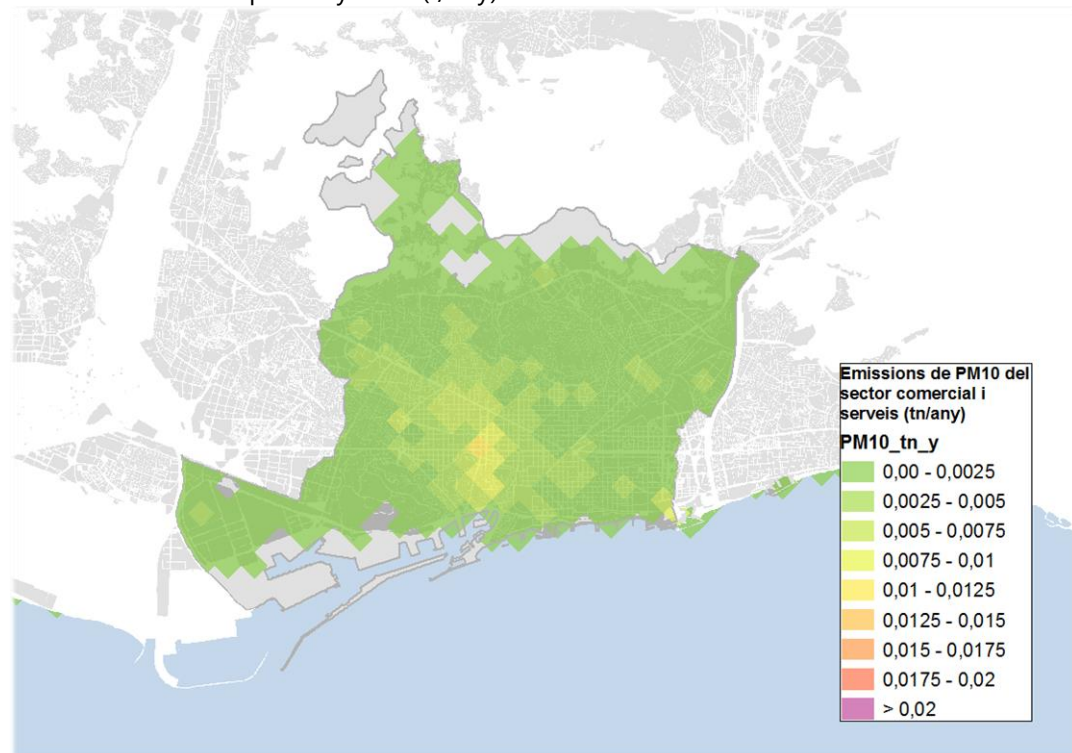 Emissions de PM10 del
sector comercial i
serveis (tn/any)
PM10_tn_y
0,00 - 0,0025
0,0025 - 0,005
0,005 - 0,0075
0,0075 - 0,01
0,01 - 0,0125
0,0125 - 0,015
0,015 - 0,0175
0,0175 - 0,02
> 0,02